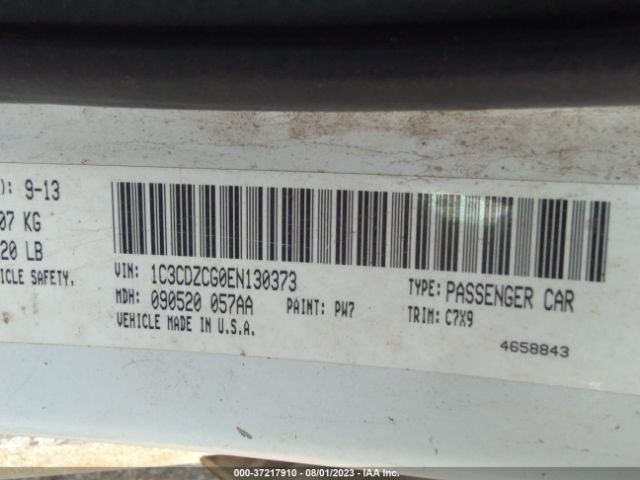 ): 9-13
07 KG
20 LB
ICLE SAFETY,
VIN: 1C3CDZCG0EN130373
MDH: 090520 057AA
PAINT: PW7
VEHICLE MADE IN U.S.A.
TYPE: PASSENGER CAR
TRIM: C7X9
4658843
000-37217910 - 08/01/2023 - IAA Inc.